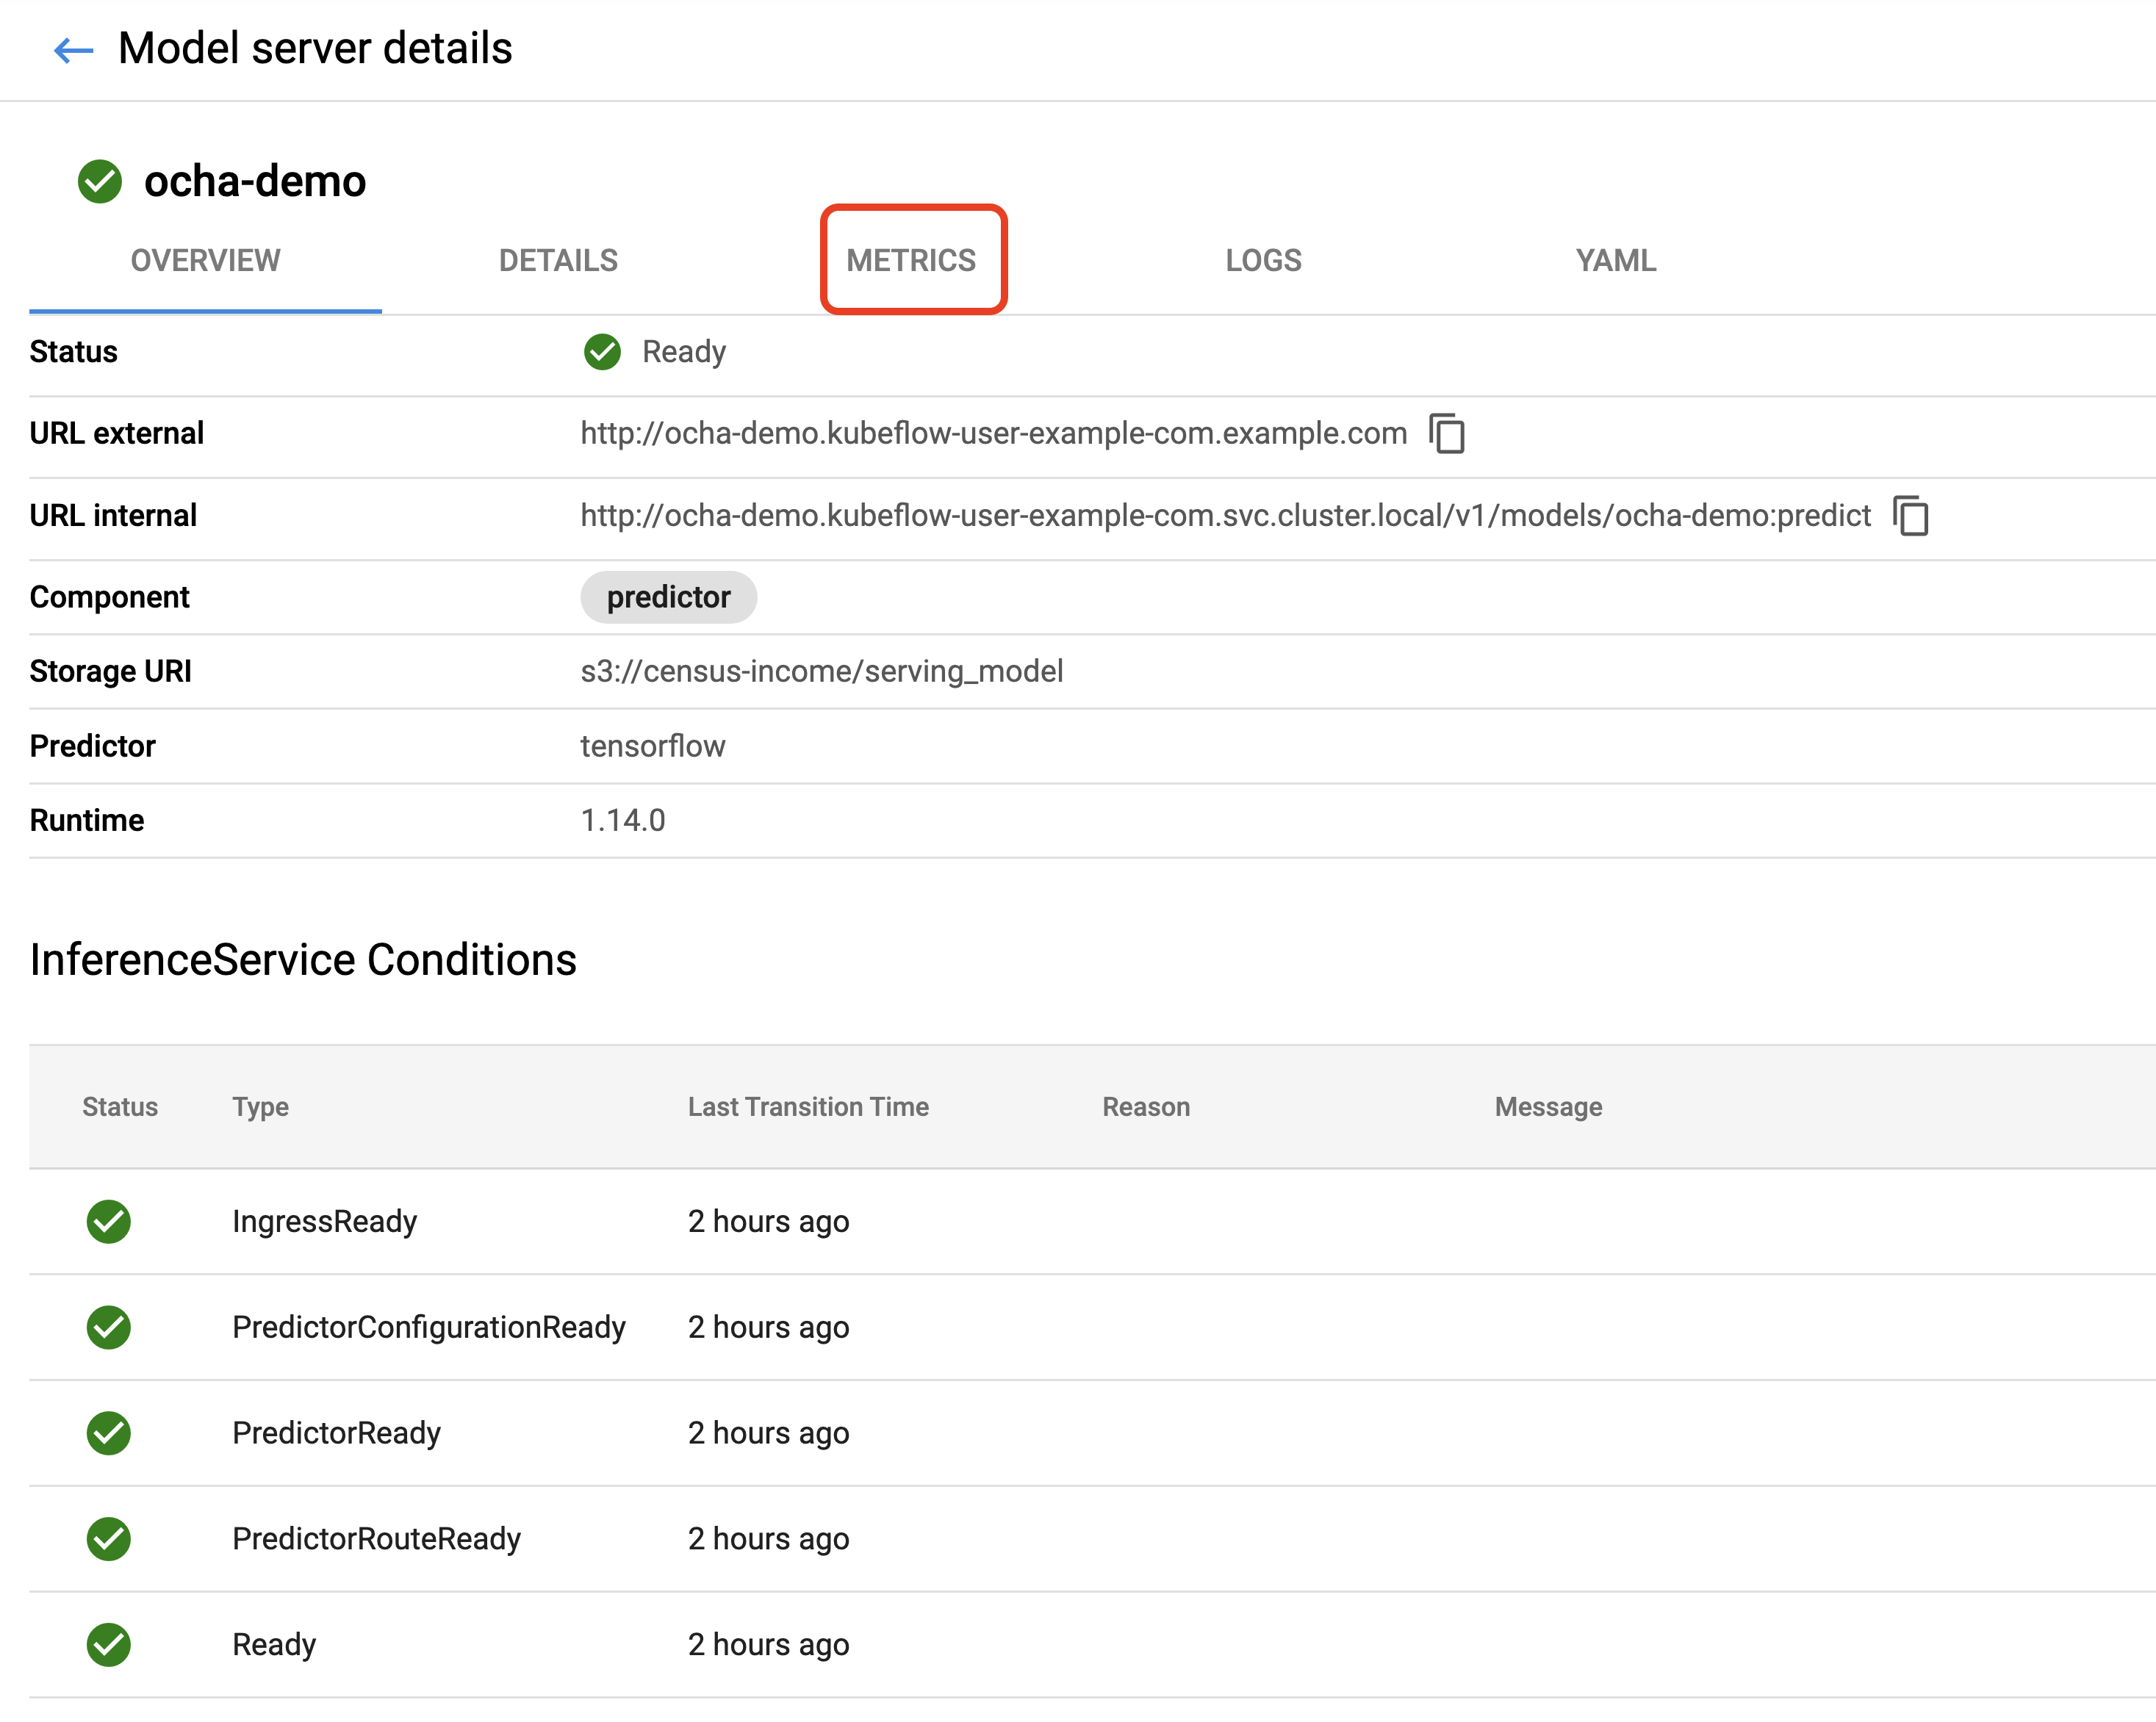 Model server details
ocha-demo
OVERVIEW DETAILS METRICS LOGS YAML
Status Ready
URL external http://ocha-demo.kubeflow-user-example-com.example.com
URL internal http://ocha-demo.kubeflow-user-example-com.svc.cluster.local/v1/models/ocha-demo:predict
Component predictor
Storage URI s3://census-income/serving_model
Predictor tensorflow
Runtime 1.14.0
InferenceService Conditions
Status Type Last Transition Time Reason Message
IngressReady 2 hours ago
PredictorConfigurationReady 2 hours ago
PredictorReady 2 hours ago
PredictorRouteReady 2 hours ago
Ready 2 hours ago